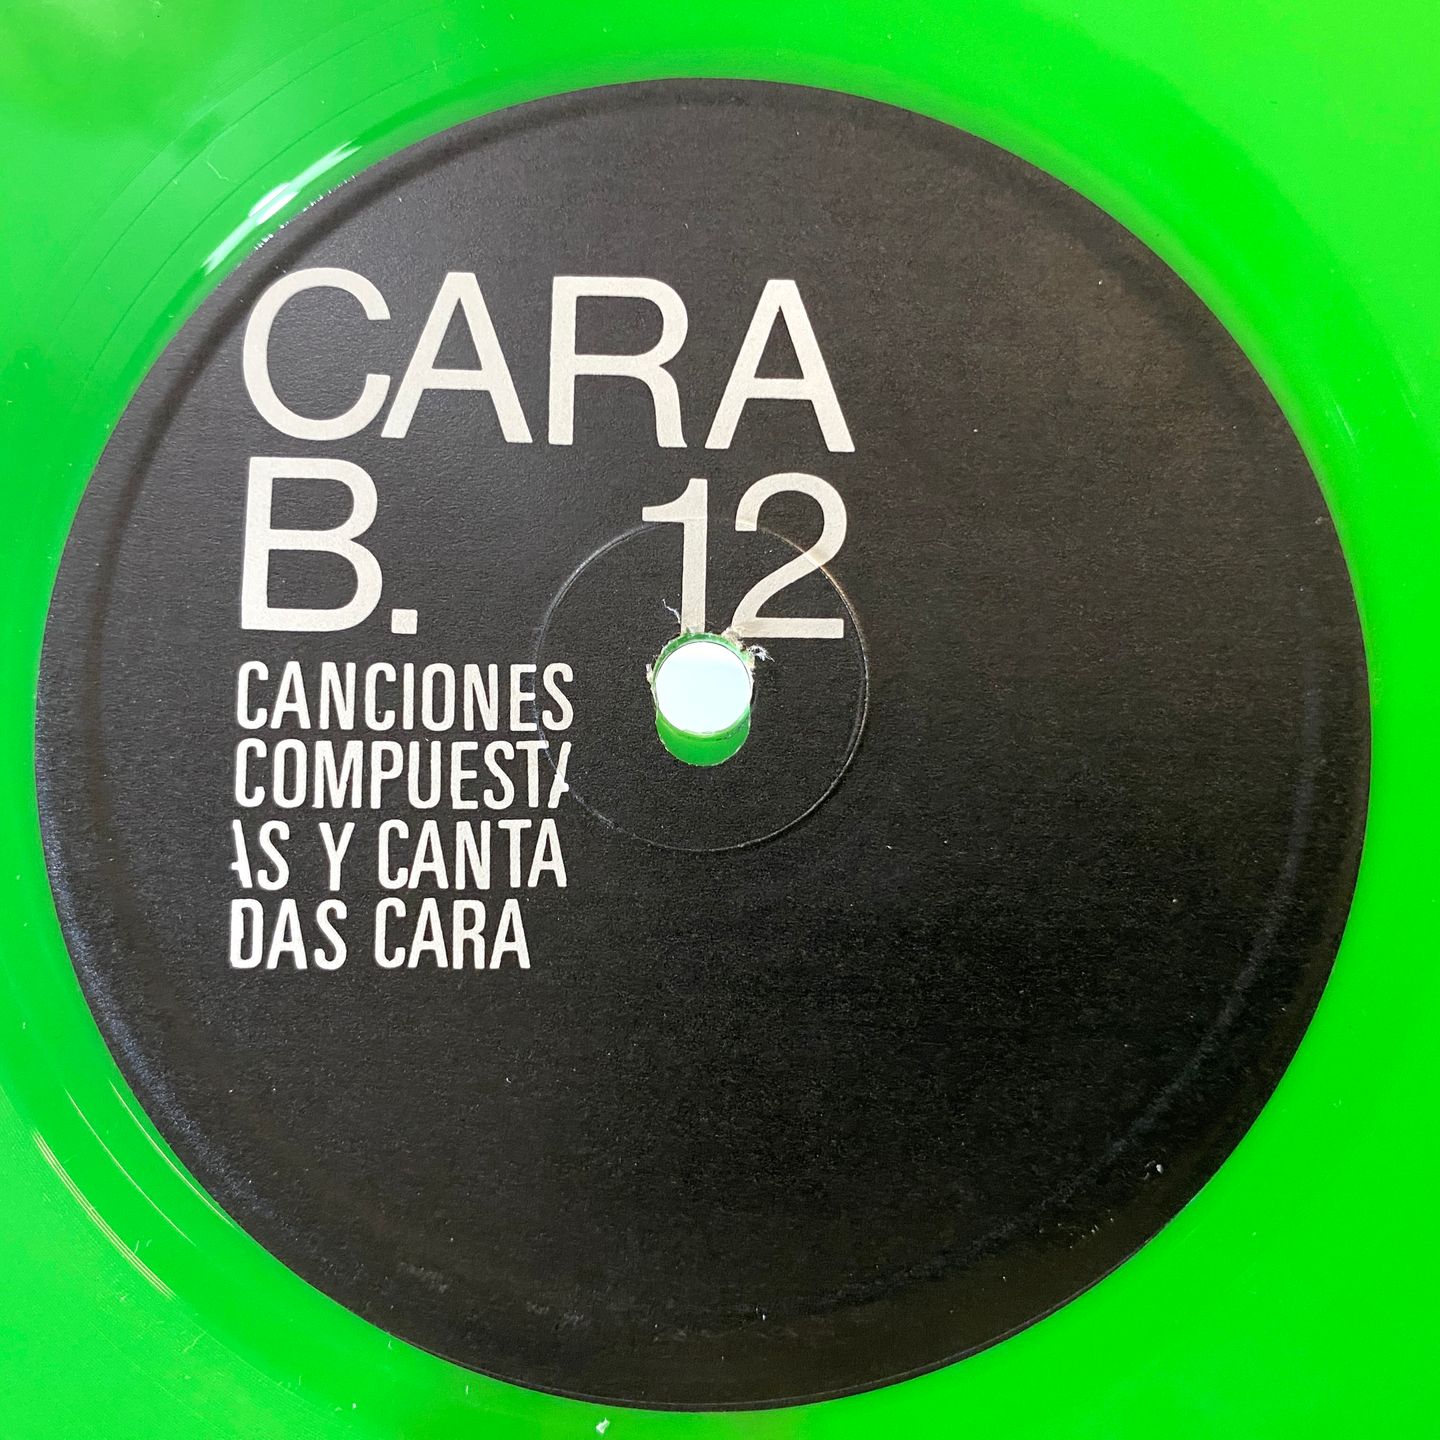 CARA
B. 12
CANCIONES
COMPUESTA
AS Y CANTA
DAS CARA